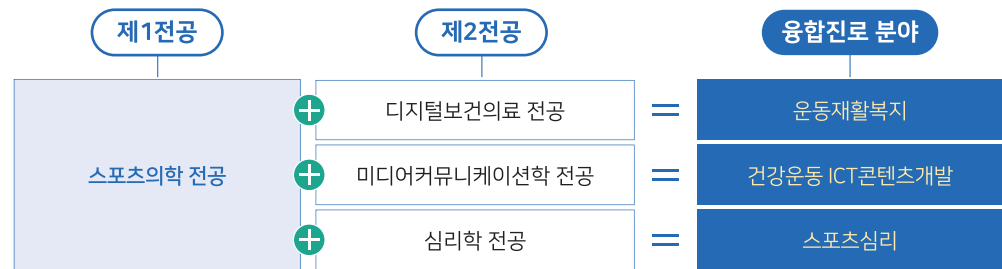 제1전공
제2전공
융합진로 분야
스포츠의학 전공
디지털보건의료 전공
운동재활복지
미디어커뮤니케이션학 전공
건강운동 ICT콘텐츠개발
심리학 전공
스포츠심리